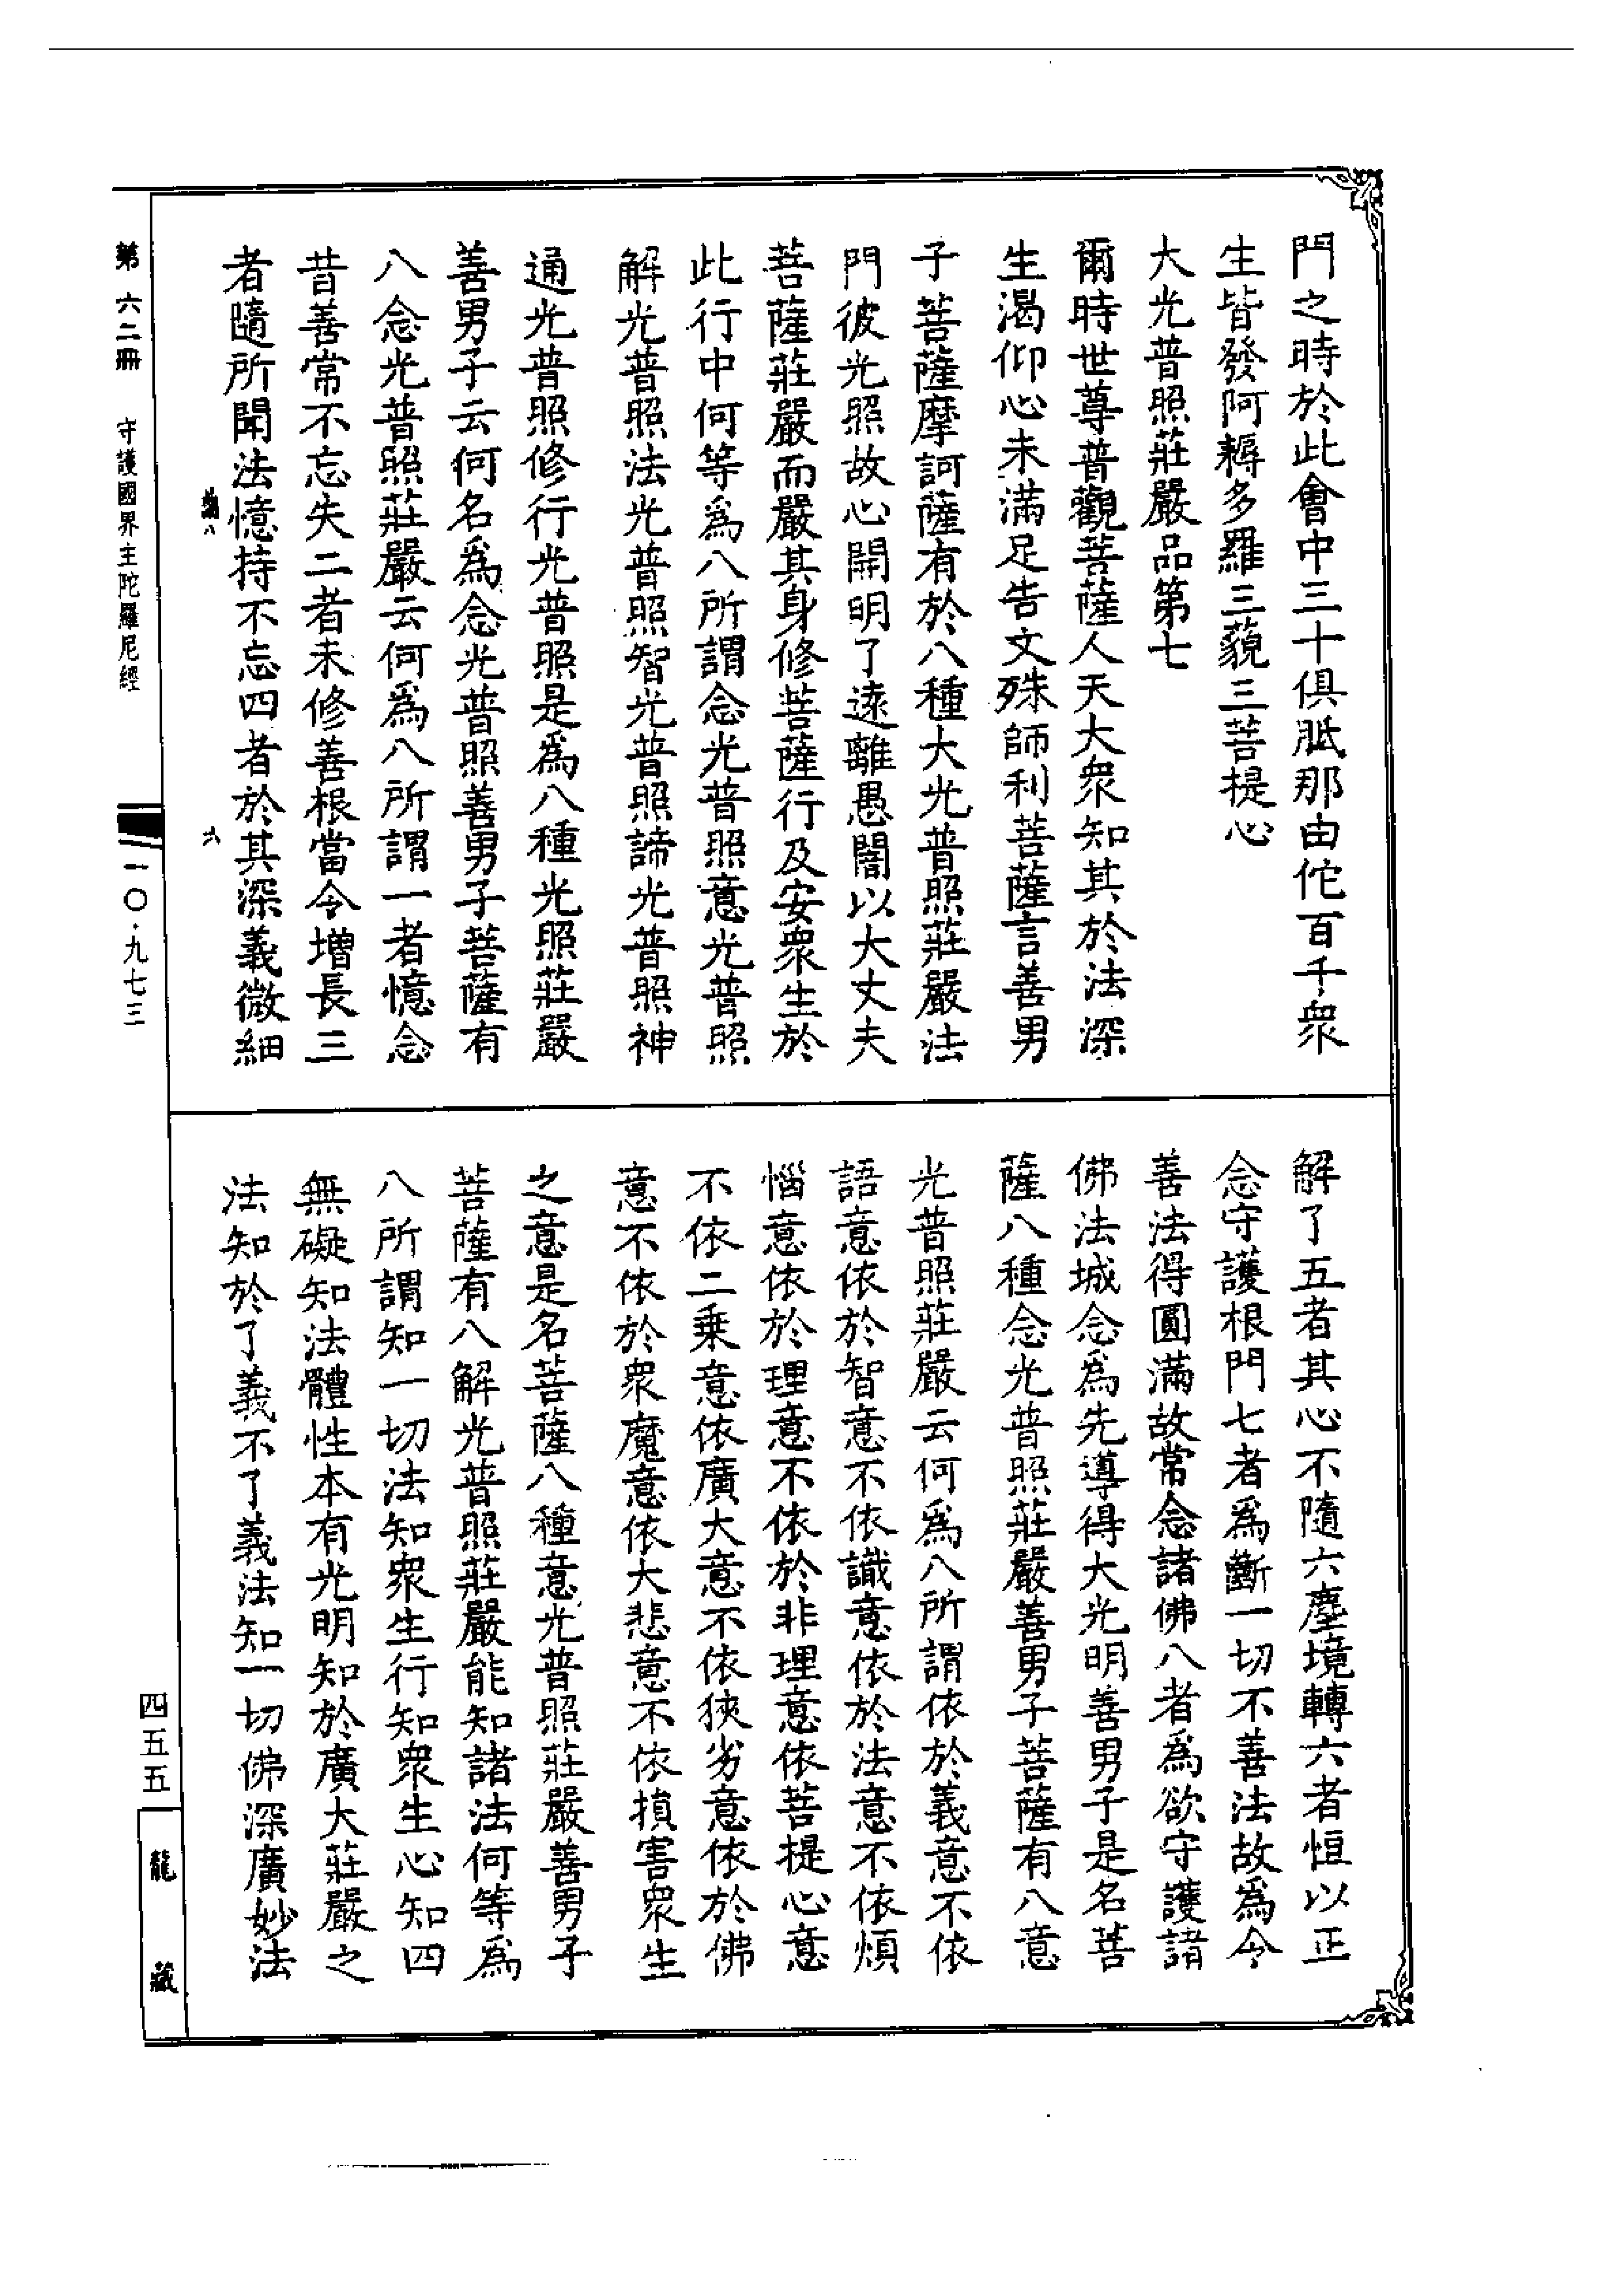 門之時於此會中三十俱胝那由佗百千衆
生皆發阿耨多羅三藐三菩提心
大光普照莊嚴品第七
爾時世尊普觀菩薩人天大衆知其於法深
生渴仰心未滿足告文殊師利菩薩言善男
子菩薩摩訶薩有於八種大光普照莊嚴法
門彼光照故心開明了遠離愚闇以大丈夫
菩薩莊嚴而嚴其身修菩薩行及安衆生於
此行中何等爲八所謂念光普照意光普照
解光普照法光普照智光普照諦光普照神
通光普照修行光普照是爲八種光照莊嚴
善男子云何名爲念光普照善男子菩薩有
八念光普照莊嚴云何爲八所謂一者憶念
昔善常不忘失二者未修善根當令增長三
者隨所聞法憶持不忘四者於其深義微細
解了五者其心不隨六塵境轉六者恒以正
念守護根門七者爲斷一切不善法故爲令
善法得圓滿故常念諸佛八者爲欲守護諸
佛法城念爲先導得大光明善男子是名菩
薩八種念光普照莊嚴善男子菩薩有八意
光普照莊嚴云何爲八所謂依於義意不依
語意依於智意不依識意依於法意不依煩
惱意依於理意不依於非理意依菩提心意
不依二乘意依廣大意不依狹劣意依於佛
意不依於衆魔意依大悲意不依損害衆生
之意是名菩薩八種意光普照莊嚴善男子
菩薩有八解光普照莊嚴能知諸法何等爲
八所謂知一切法知衆生行知衆生心知四
無礙知法體性本有光明知於廣大莊嚴之
法知於了義不了義法知一切佛深廣妙法
第六二冊 守護國界主陀羅尼經
一〇·九七三
四五五
龍藏
八
六